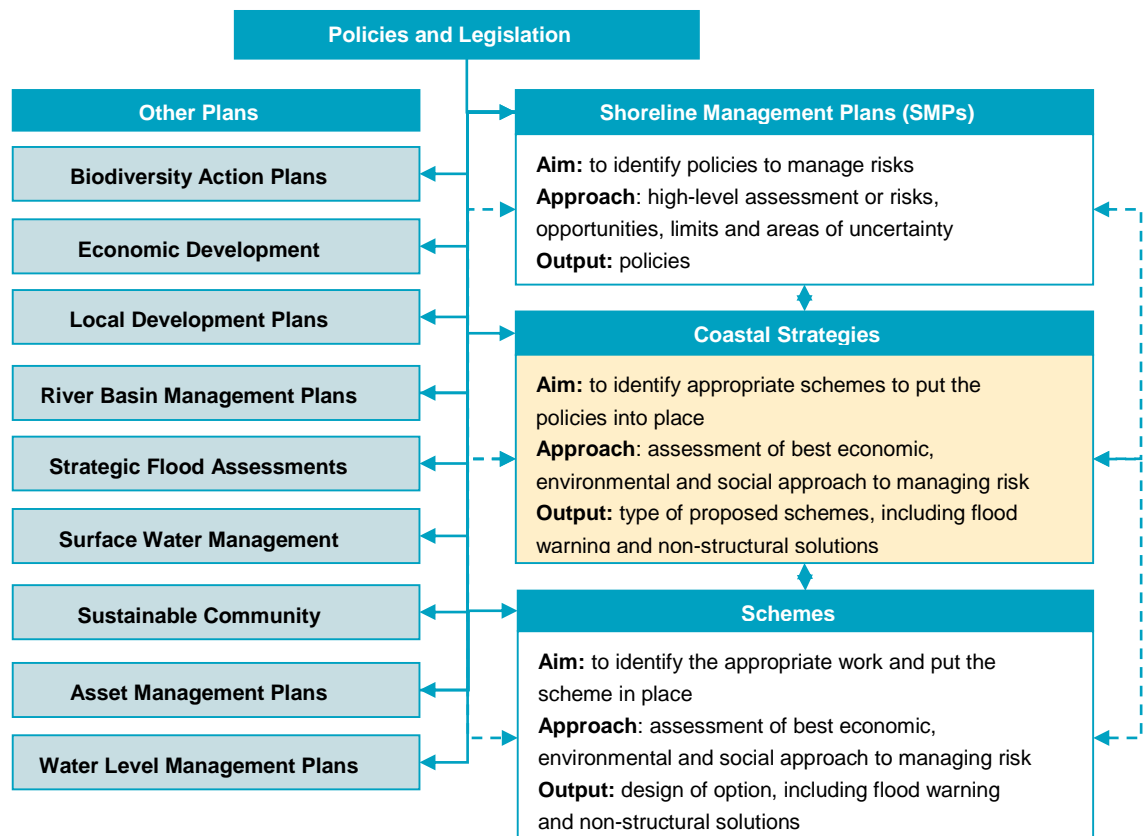 Policies and Legislation
Other Plans
Biodiversity Action Plans
Economic Development
Local Development Plans
River Basin Management Plans
Strategic Flood Assessments
Surface Water Management
Sustainable Community
Asset Management Plans
Water Level Management Plans
Shoreline Management Plans (SMPs)
Aim: to identify policies to manage risks
Approach: high-level assessment or risks,
opportunities, limits and areas of uncertainty
Output: policies
Coastal Strategies
Aim: to identify appropriate schemes to put the
policies into place
Approach: assessment of best economic,
environmental and social approach to managing risk
Output: type of proposed schemes, including flood
warning and non-structural solutions
Schemes
Aim: to identify the appropriate work and put the
scheme in place
Approach: assessment of best economic,
environmental and social approach to managing risk
Output: design of option, including flood warning
and non-structural solutions